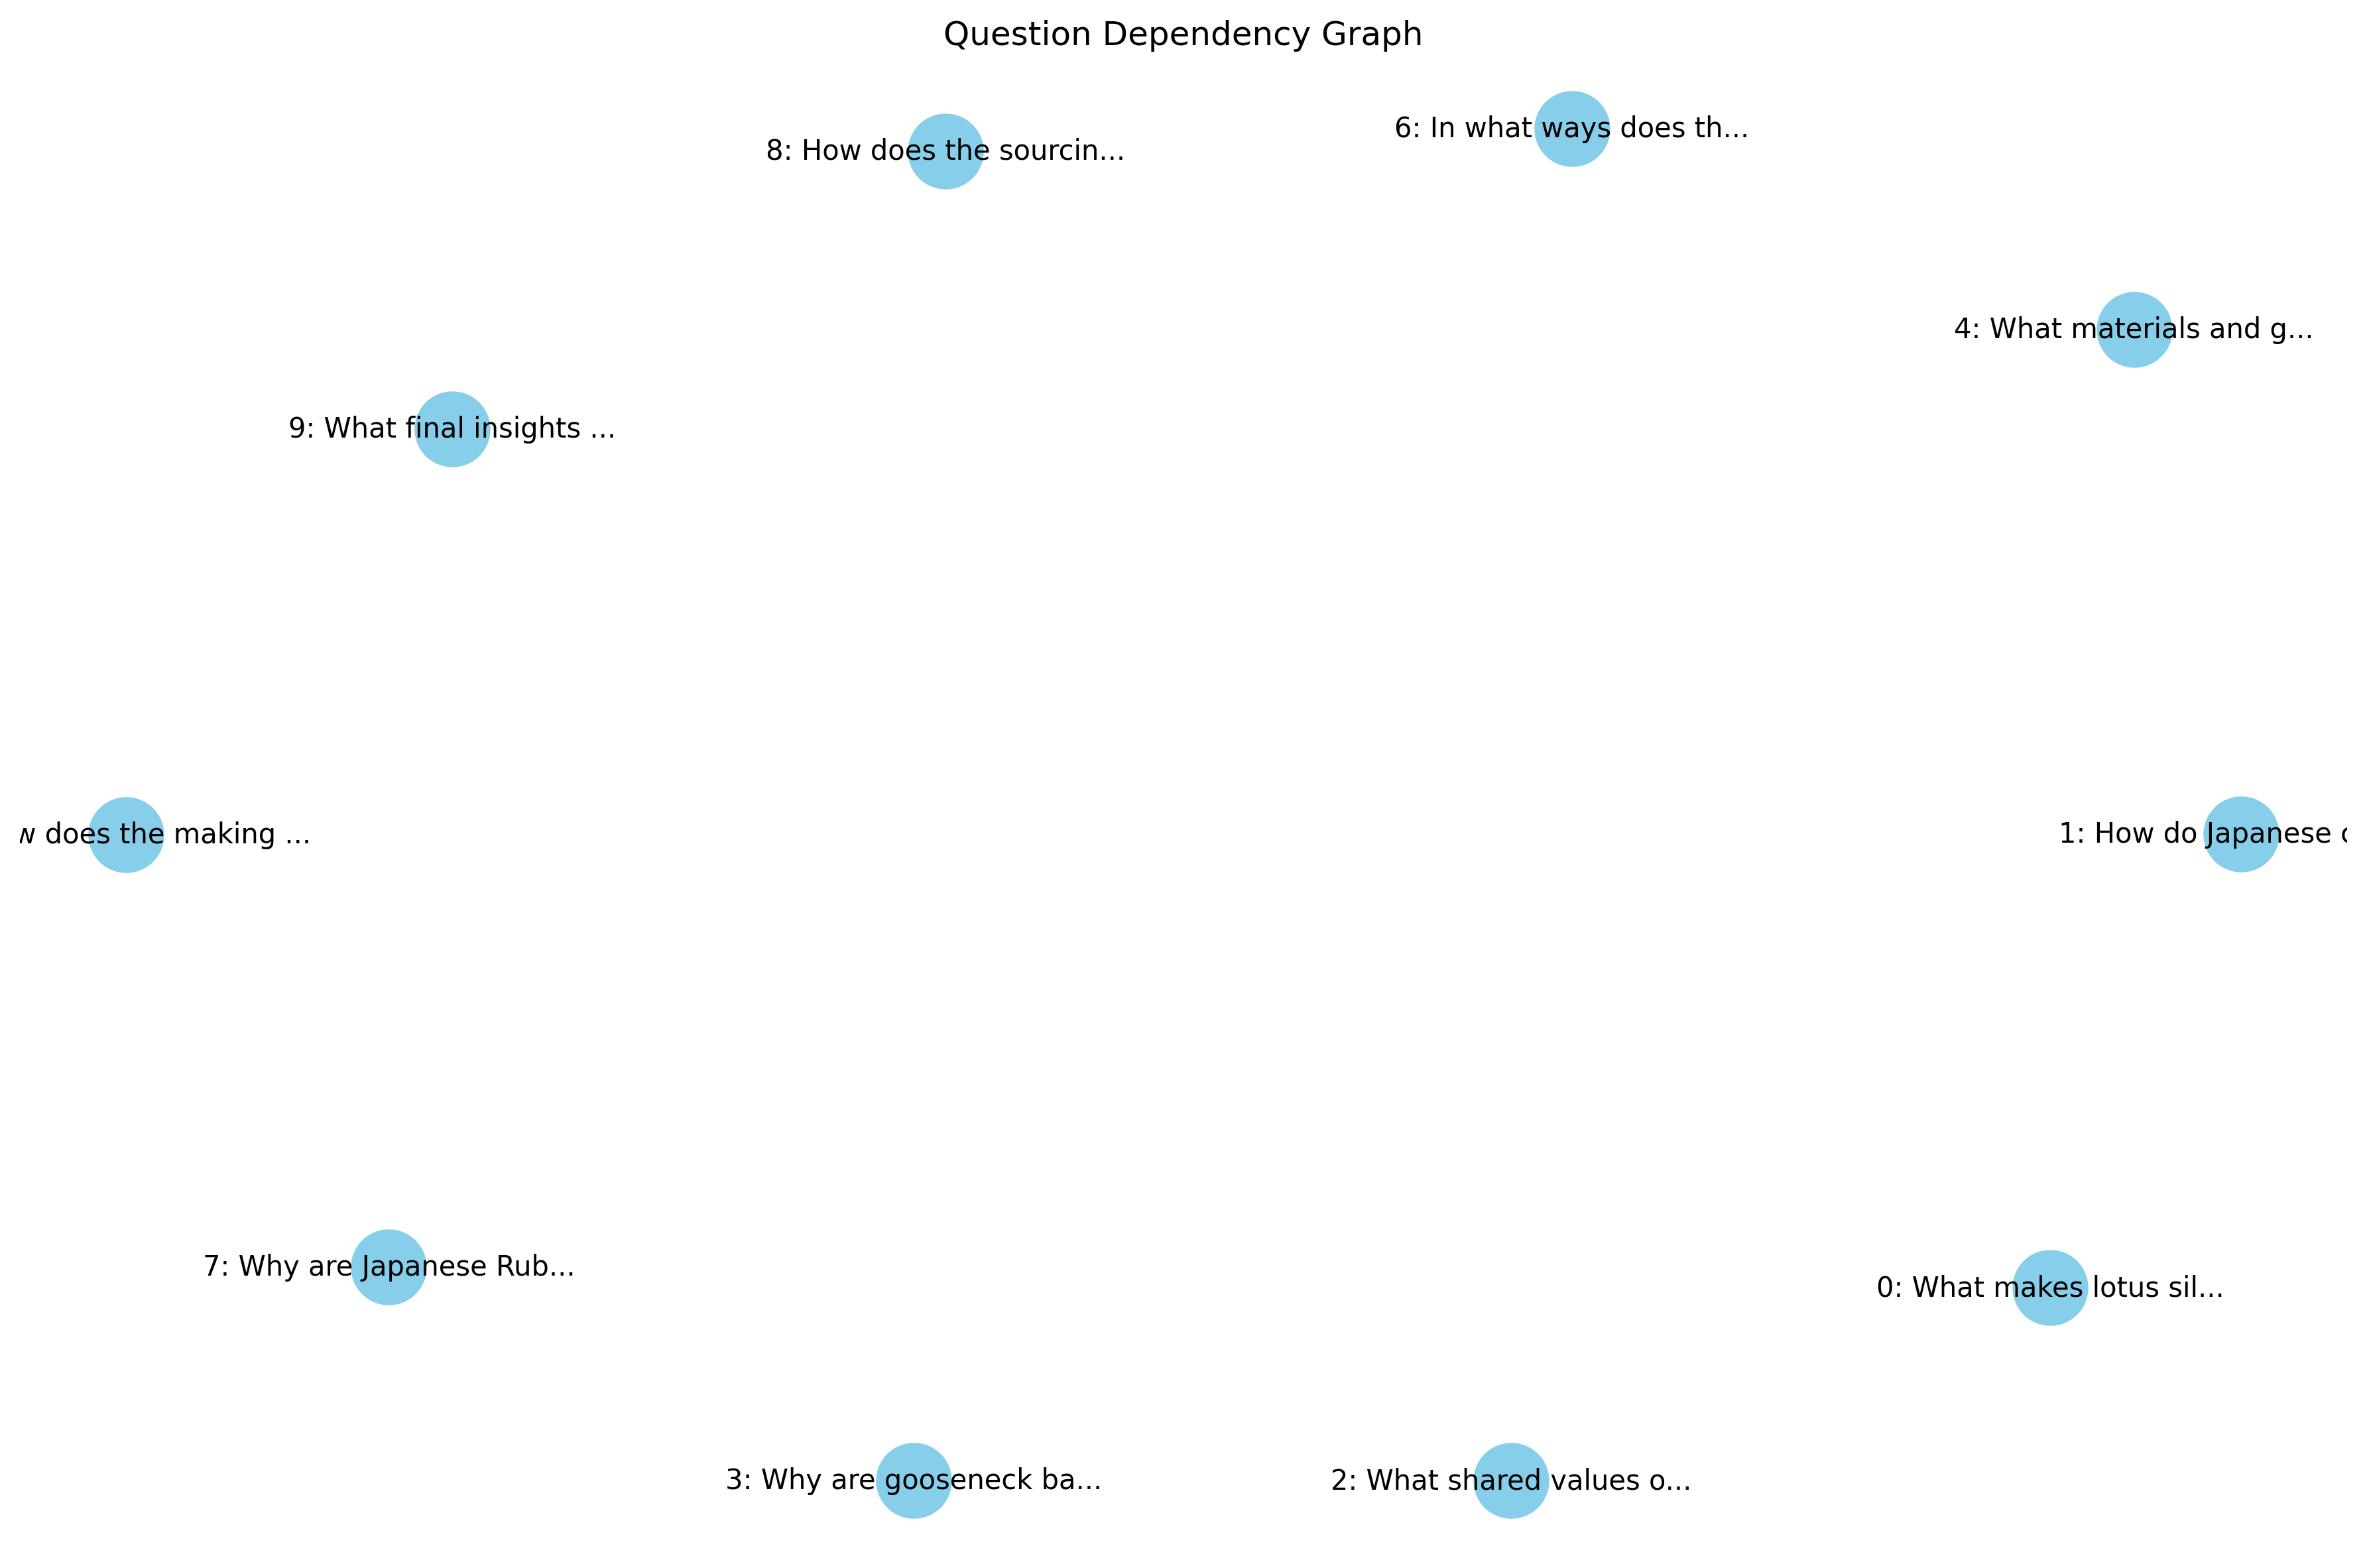 Question Dependency Graph
6: In what ways does th...
8: How does the sourcin...
4: What materials and g...
9: What final insights ...
does the making ...
1: How do Japanese
7: Why are Japanese Rub...
0: What makes lotus sil...
3: Why are gooseneck ba...
2: What shared values o...